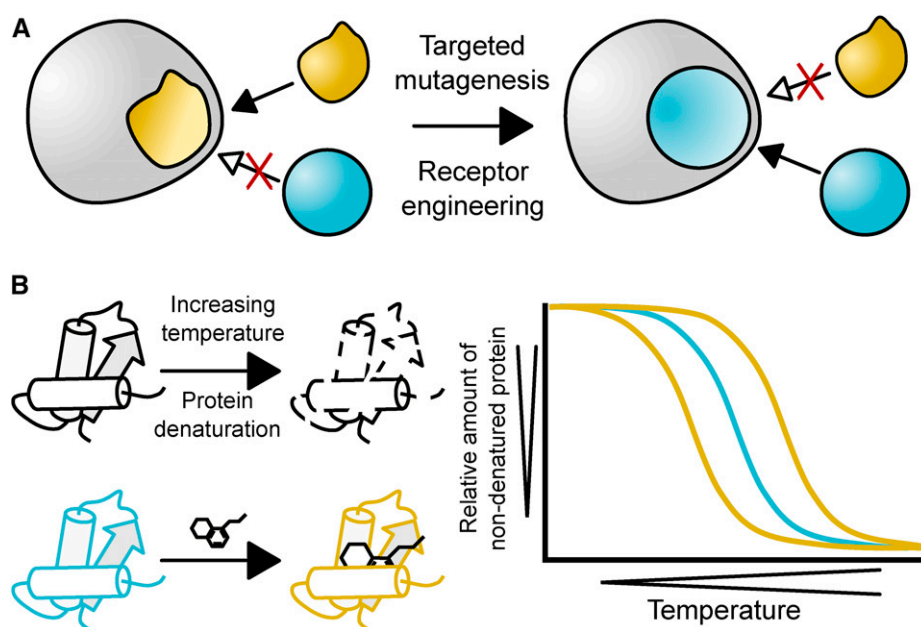 A
Targeted
mutagenesis
Receptor
engineering
B
Increasing
temperature
Protein
denaturation
Relative amount of
non-denatured protein
Temperature